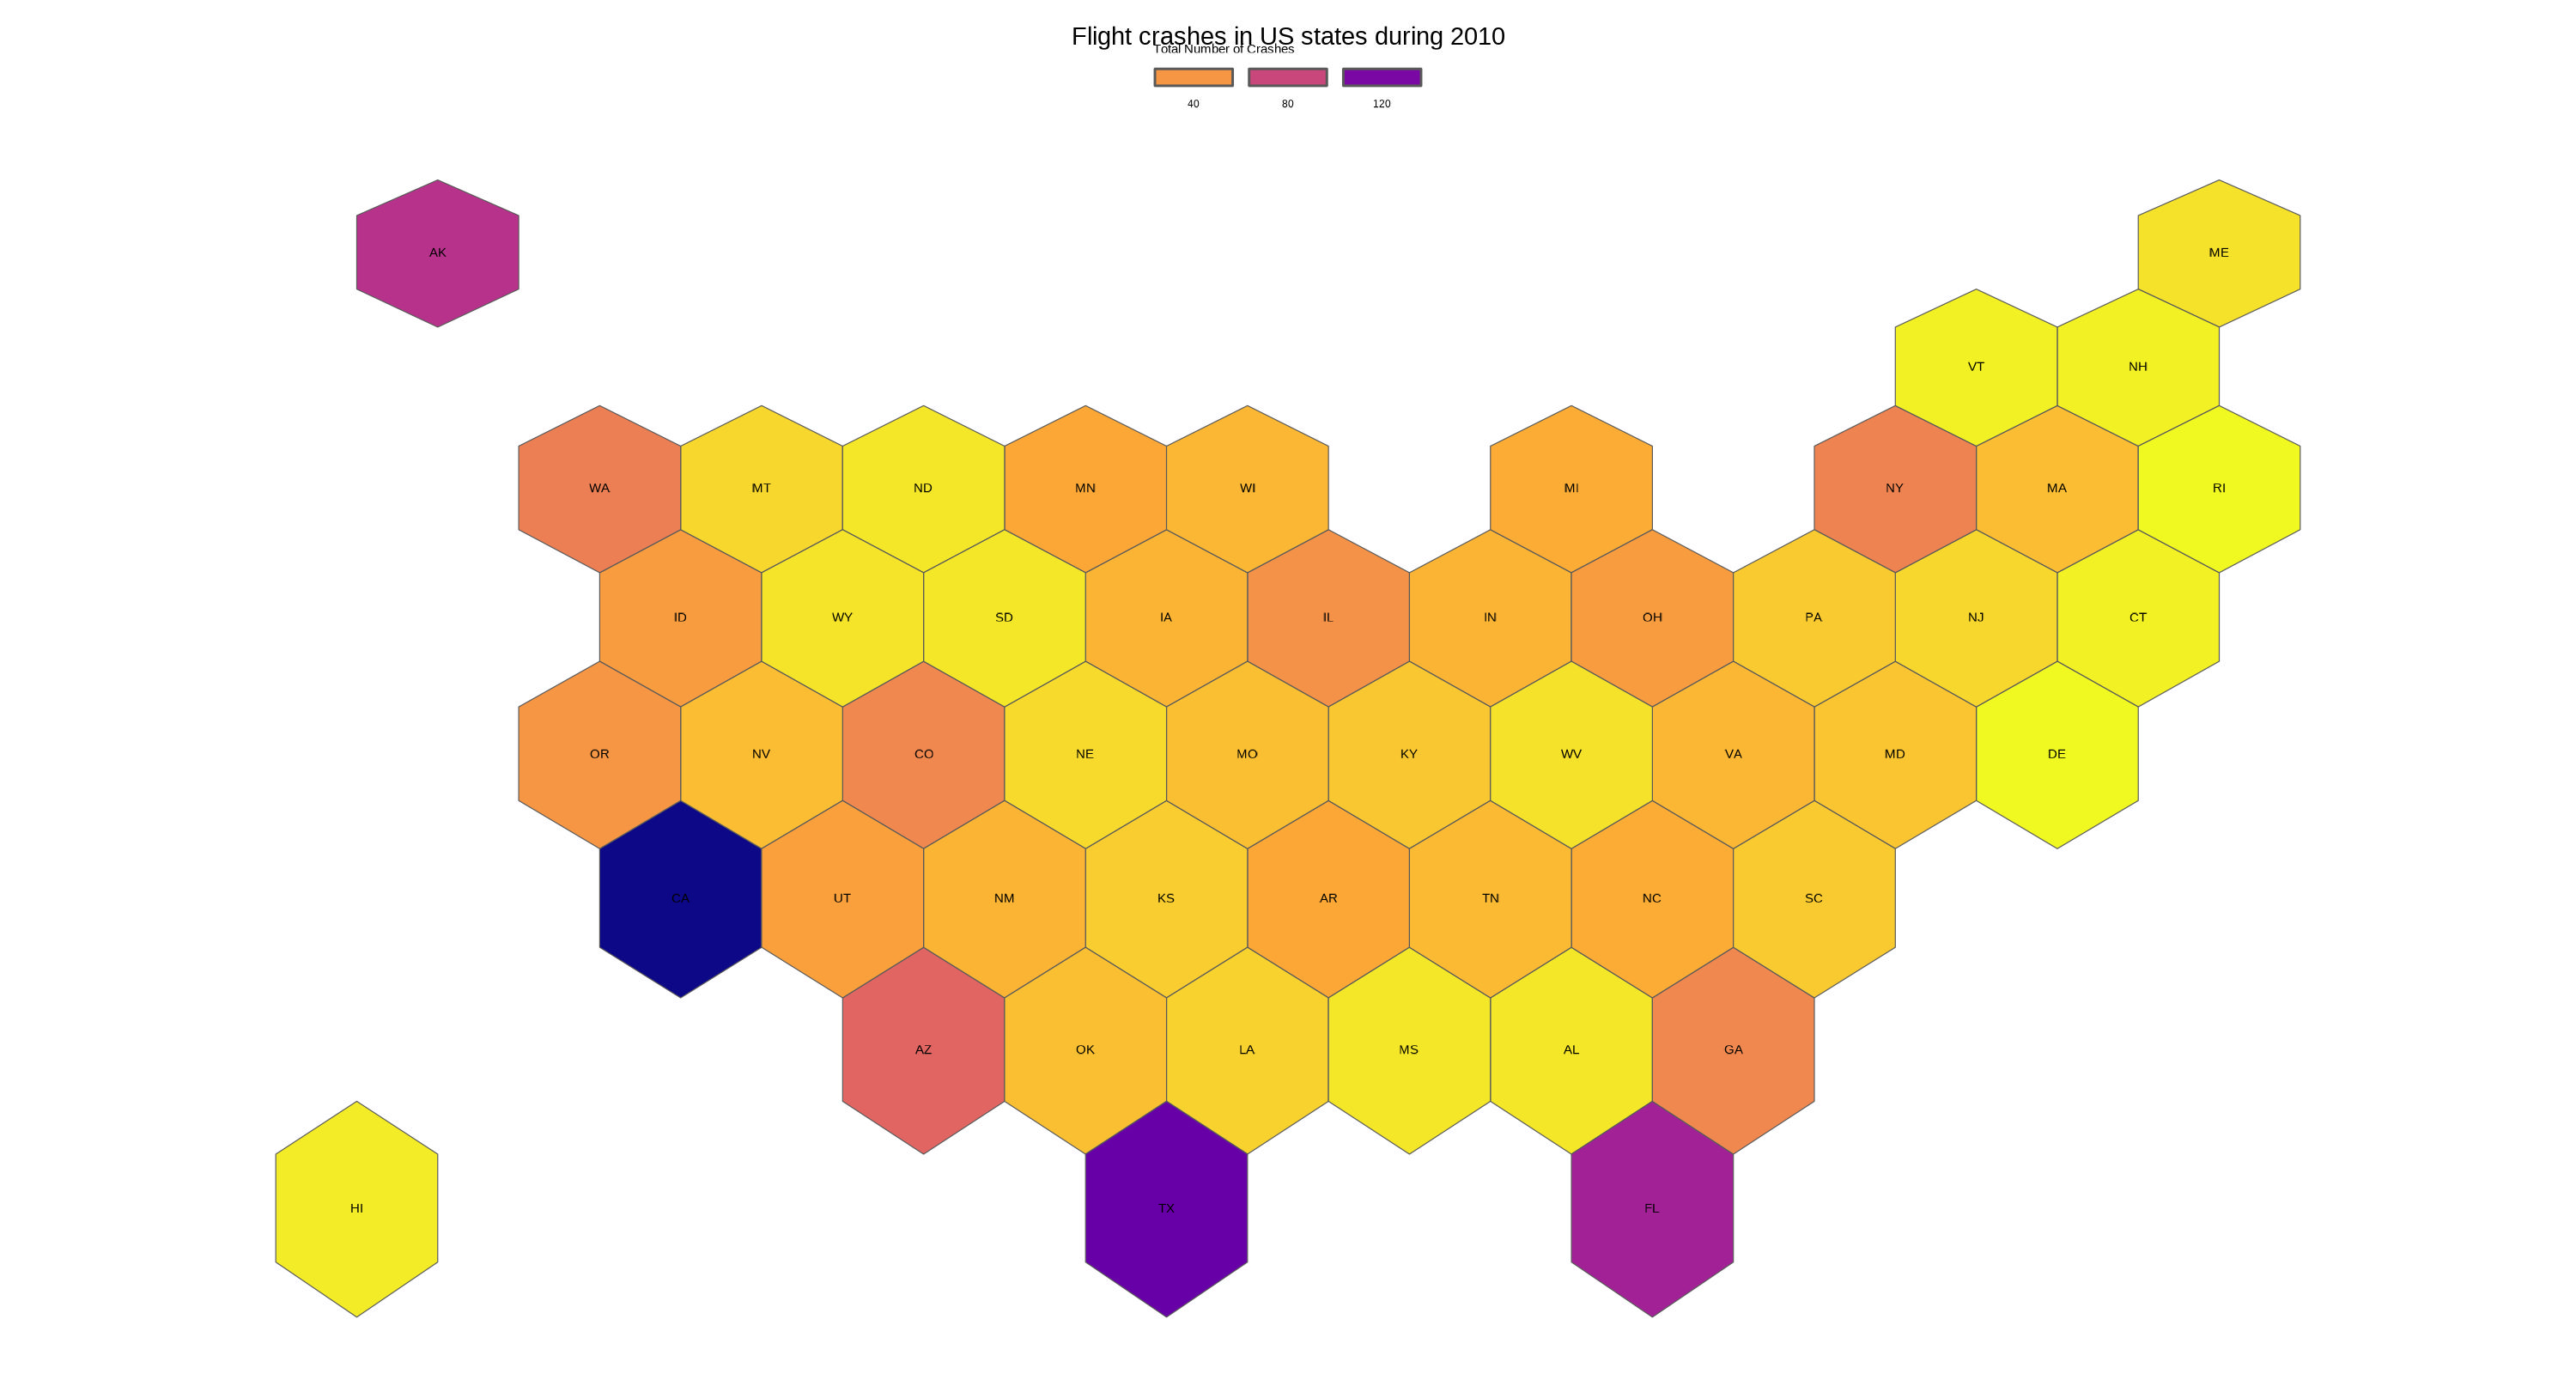 Flight crashes in US states during 2010
Total Number of Crashes
40 80 120
AK ME
VT NH
WA MT ND MN WI MI NY MA RI
ID WY SD IA IL IN OH PA NJ CT
OR NV CO NE MO KY WV VA MD DE
CA UT NM KS AR TN NC SC
AZ OK LA MS AL GA
HI TX FL